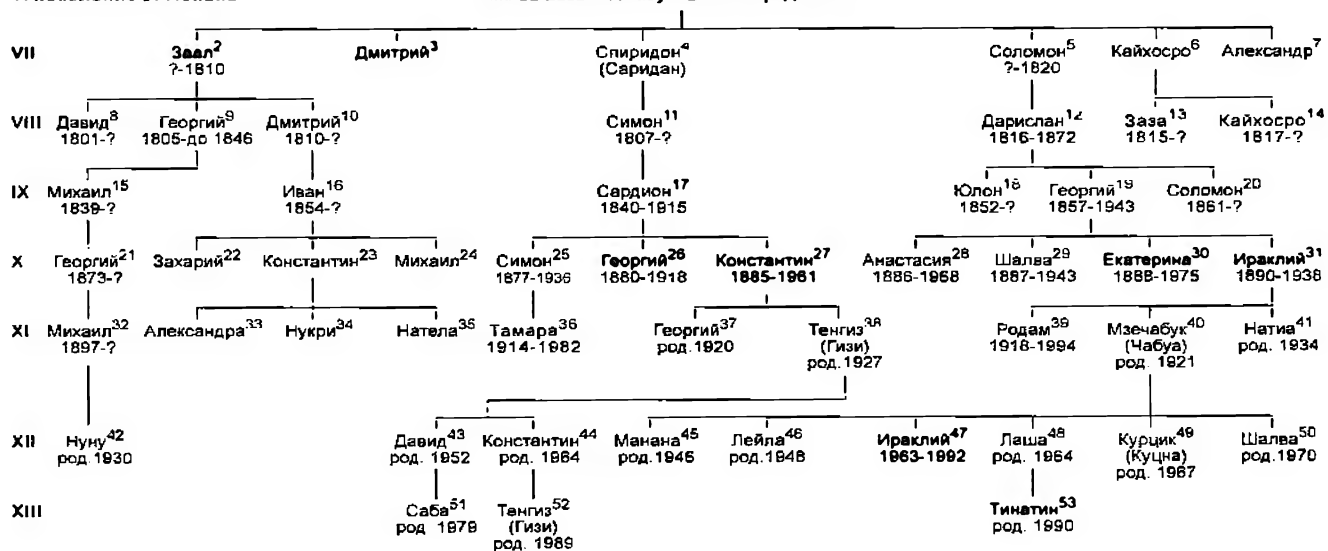 VII Заал² Дмитрий³ Спиридон⁴ Соломон⁵ Кайхосро⁶ Александр⁷
?-1810 (Саридан) ?-1820
VIII Давид⁸ Георгий⁹ Дмитрий¹⁰ Симон¹¹ Дарислан¹² Заза¹³ Кайхосро¹⁴
1801-? 1805-до 1846 1810-? 1807-? 1816-1872 1815-? 1817-?
IX Михаил¹⁵ Иван¹⁶ Сардион¹⁷ Юлон¹⁸ Георгий¹⁹ Соломон²⁰
1839-? 1854-? 1840-1915 1852-? 1857-1943 1861-?
X Георгий²¹ Захарий²² Константин²³ Михаил²⁴ Симон²⁵ Георгий²⁶ Константин²⁷ Анастасия²⁸ Шалва²⁹ Екатерина³⁰ Ираклий³¹
1873-? 1877-1936 1880-1918 1885-1961 1886-1968 1887-1943 1888-1975 1890-1938
XI Михаил³² Александра³³ Нукри³⁴ Натела³⁵ Тамара³⁶ Георгий³⁷ Тенгиз³⁸ Родам³⁹ Мзечабук⁴⁰ Натиа⁴¹
1897-? 1914-1982 род. 1920 (Гизи) 1918-1994 (Чабуа) род. 1934
род. 1927 род. 1921
XII Нуну⁴² Давид⁴³ Константин⁴⁴ Манана⁴⁵ Лейла⁴⁶ Ираклий⁴⁷ Лаша⁴⁸ Курцик⁴⁹ Шалва⁵⁰
род. 1930 род. 1952 род. 1964 род. 1946 род. 1948 1963-1992 род. 1964 (Куцна) род. 1970
род. 1967
XIII Саба⁵¹ Тенгиз⁵² Тинатин⁵³
род 1979 (Гизи) род. 1990
род. 1989